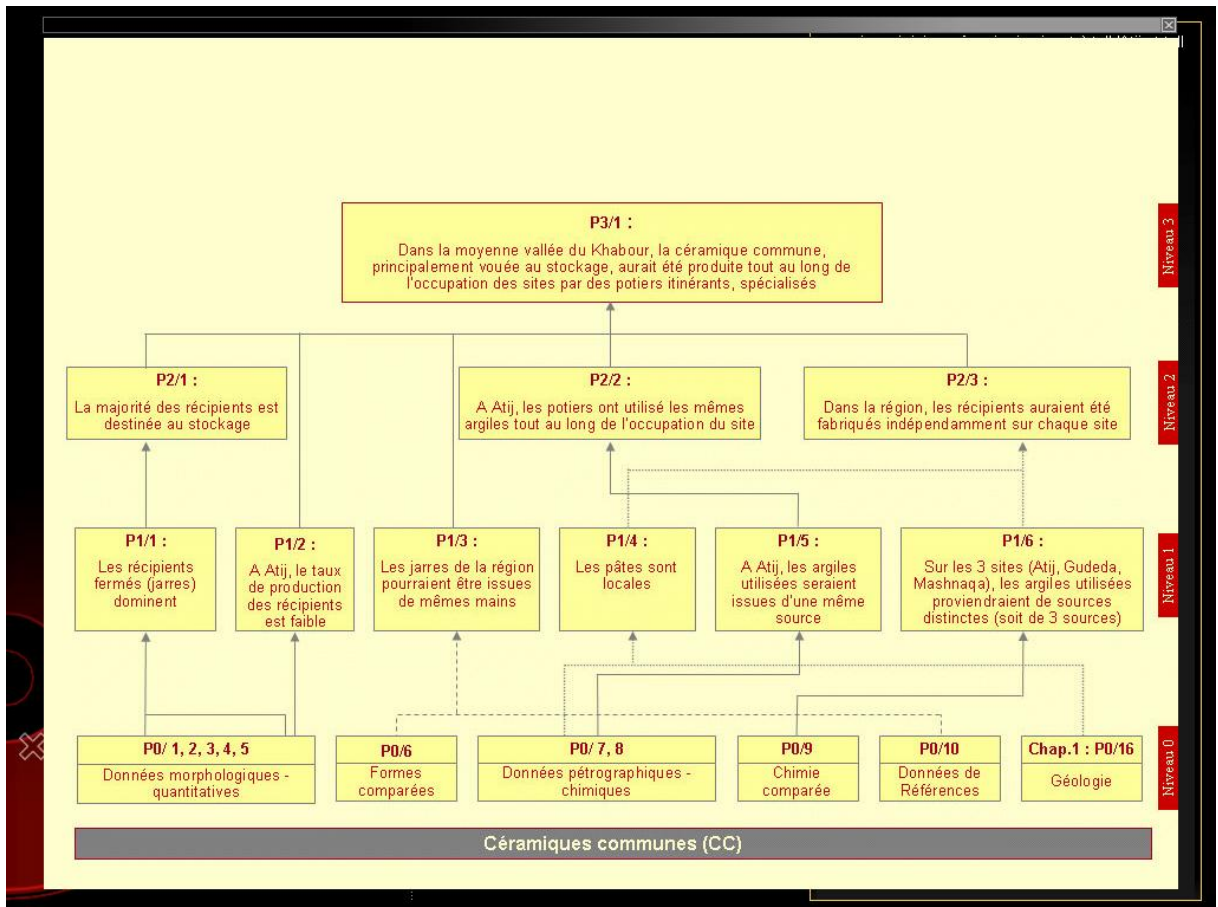 P3/1 :
Dans la moyenne vallée du Khabour, la céramique commune,
principalement vouée au stockage, aurait été produite tout au long de
l'occupation des sites par des potiers itinérants, spécialisés
Niveau 3
P2/1 :
La majorité des récipients est
destinée au stockage
P2/2 :
A Atij, les potiers ont utilisé les mêmes
argiles tout au long de l'occupation du site
P2/3 :
Dans la région, les récipients auraient été
fabriqués indépendamment sur chaque site
Niveau 2
P1/1 :
Les récipients
fermés (jarres)
dominent
P1/2 :
A Atij, le taux
de production
des récipients
est faible
P1/3 :
Les jarres de la région
pourraient être issues
de mêmes mains
P1/4 :
Les pâtes sont
locales
P1/5 :
A Atij, les argiles
utilisées seraient
issues d'une même
source
P1/6 :
Sur les 3 sites (Atij, Gudeda,
Mashnaqa), les argiles utilisées
proviendraient de sources
distinctes (soit de 3 sources)
Niveau 1
P0/ 1, 2, 3, 4, 5
Données morphologiques -
quantitatives
P0/6
Formes
comparées
P0/ 7, 8
Données pétrographiques -
chimiques
P0/9
Chimie
comparée
P0/10
Données de
Références
Chap.1 : P0/16
Géologie
Niveau 0
Céramiques communes (CC)